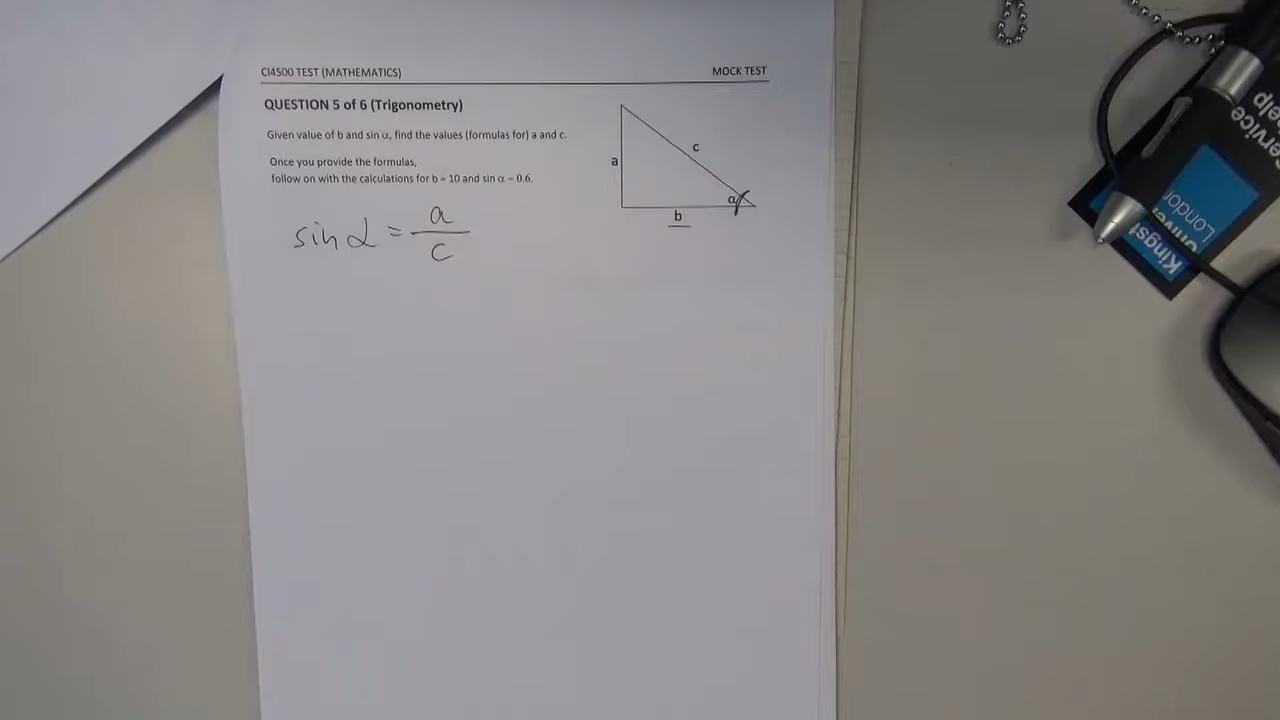 CI4500 TEST (MATHEMATICS) MOCK TEST
QUESTION 5 of 6 (Trigonometry)
Given value of b and sin α, find the values (formulas for) a and c.
Once you provide the formulas,
follow on with the calculations for b = 10 and sin α = 0.6.
a
c
α
b
sin α = a / c
ervice
elp
London
Univer
Kingst